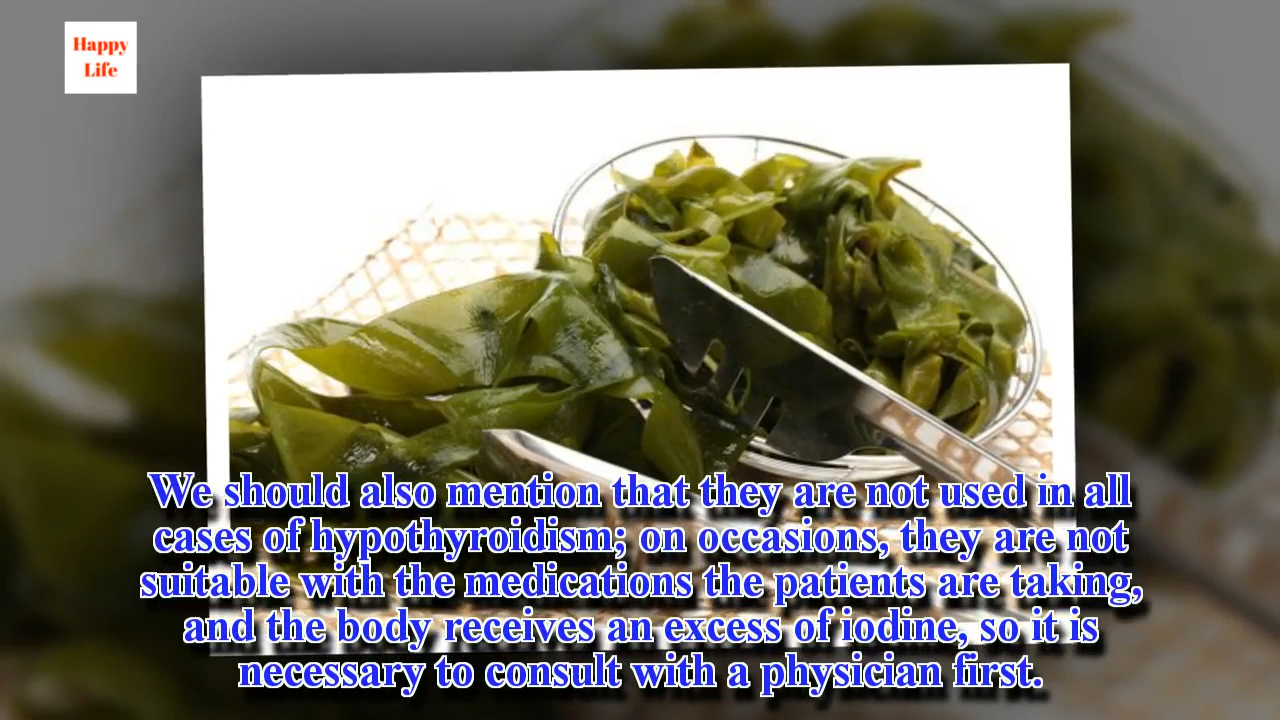 Happy
Life
We should also mention that they are not used in all
cases of hypothyroidism; on occasions, they are not
suitable with the medications the patients are taking,
and the body receives an excess of iodine, so it is
necessary to consult with a physician first.